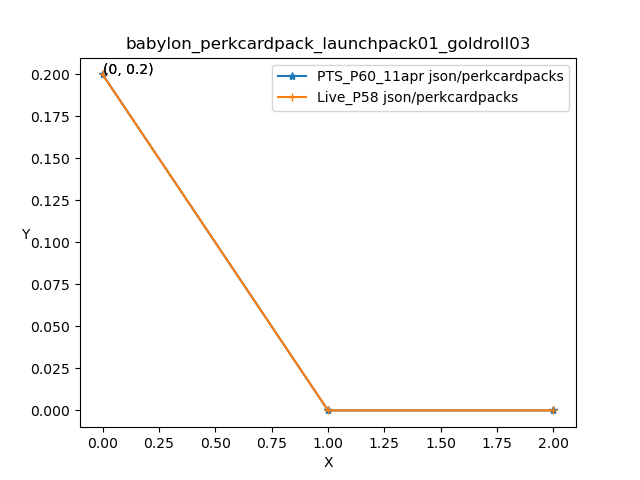 babylon_perkcardpack_launchpack01_goldroll03
(0, 0.2)
PTS_P60_11apr json/perkcardpacks
Live_P58 json/perkcardpacks
Y
0.200
0.175
0.150
0.125
0.100
0.075
0.050
0.025
0.000
0.00 0.25 0.50 0.75 1.00 1.25 1.50 1.75 2.00
X